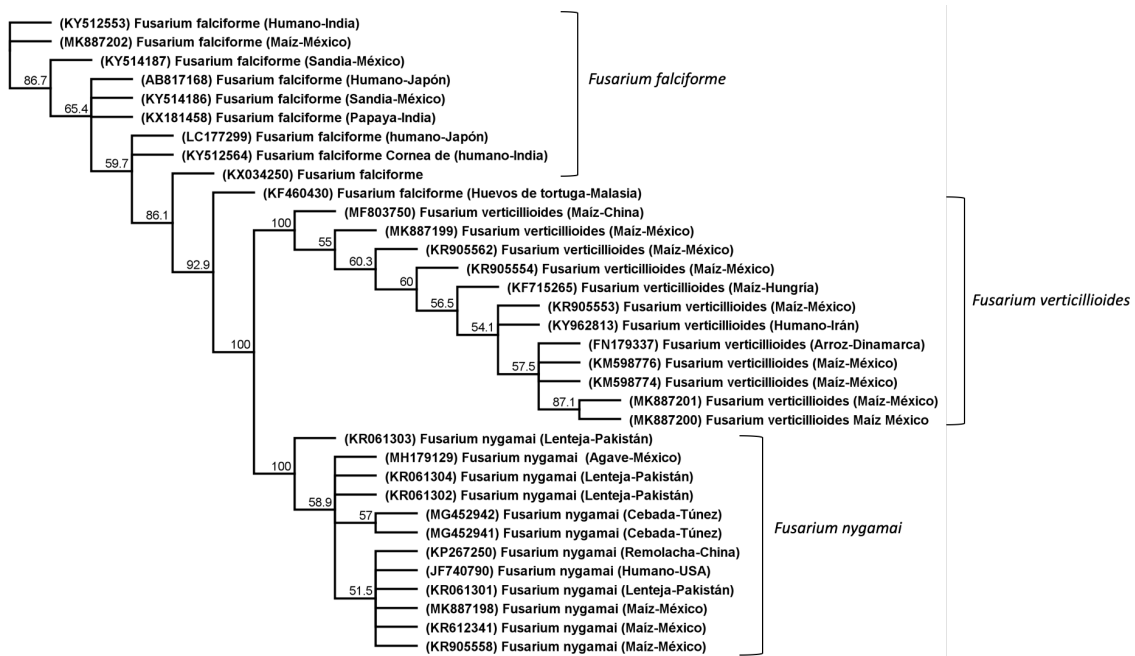 (KY512553) Fusarium falciforme (Humano-India)
(MK887202) Fusarium falciforme (Maíz-México)
(KY514187) Fusarium falciforme (Sandia-México)
86.7
(AB817168) Fusarium falciforme (Humano-Japón)
Fusarium falciforme
(KY514186) Fusarium falciforme (Sandia-México)
65.4
(KX181458) Fusarium falciforme (Papaya-India)
(LC177299) Fusarium falciforme (humano-Japón)
(KY512564) Fusarium falciforme Cornea de (humano-India)
59.7
(KX034250) Fusarium falciforme
(KF460430) Fusarium falciforme (Huevos de tortuga-Malasia)
86.1
(MF803750) Fusarium verticillioides (Maíz-China)
100
(MK887199) Fusarium verticillioides (Maíz-México)
55
(KR905562) Fusarium verticillioides (Maíz-México)
60.3
92.9
(KR905554) Fusarium verticillioides (Maíz-México)
60
(KF715265) Fusarium verticillioides (Maíz-Hungría)
56.5
Fusarium verticillioides
(KR905553) Fusarium verticillioides (Maíz-México)
(KY962813) Fusarium verticillioides (Humano-Irán)
54.1
(FN179337) Fusarium verticillioides (Arroz-Dinamarca)
100
(KM598776) Fusarium verticillioides (Maíz-México)
57.5
(KM598774) Fusarium verticillioides (Maíz-México)
(MK887201) Fusarium verticillioides (Maíz-México)
87.1
(MK887200) Fusarium verticillioides Maíz México
(KR061303) Fusarium nygamai (Lenteja-Pakistán)
(MH179129) Fusarium nygamai (Agave-México)
100
(KR061304) Fusarium nygamai (Lenteja-Pakistán)
(KR061302) Fusarium nygamai (Lenteja-Pakistán)
58.9
(MG452942) Fusarium nygamai (Cebada-Túnez)
57
Fusarium nygamai
(MG452941) Fusarium nygamai (Cebada-Túnez)
(KP267250) Fusarium nygamai (Remolacha-China)
(JF740790) Fusarium nygamai (Humano-USA)
(KR061301) Fusarium nygamai (Lenteja-Pakistán)
51.5
(MK887198) Fusarium nygamai (Maíz-México)
(KR612341) Fusarium nygamai (Maíz-México)
(KR905558) Fusarium nygamai (Maíz-México)